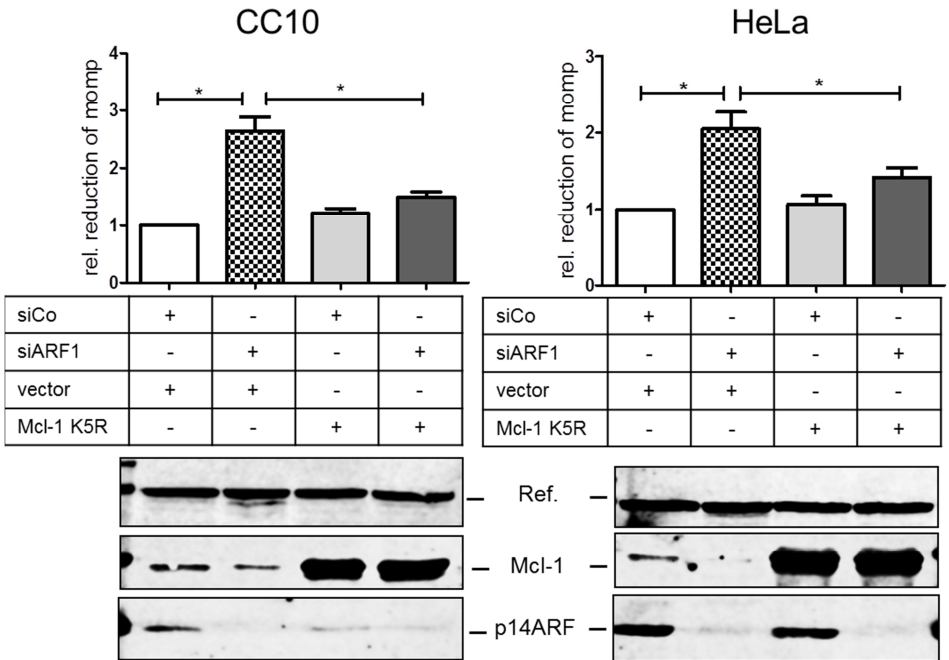 CC10
rel. reduction of momp
4
3
2
1
0
*
*
siCo + - + -
siARF1 - + - +
vector + + - -
Mcl-1 K5R - - + +
HeLa
rel. reduction of momp
3
2
1
0
*
*
siCo + - + -
siARF1 - + - +
vector + + - -
Mcl-1 K5R - - + +
Ref.
Mcl-1
p14ARF